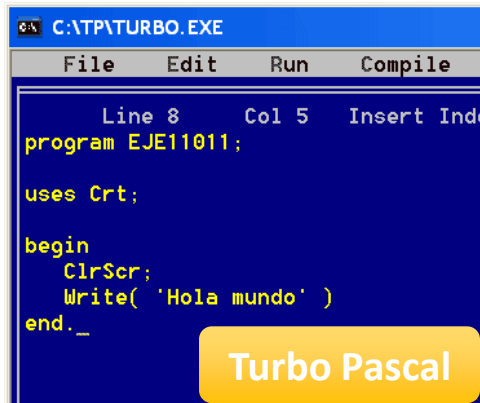 C:\TP\TURBO.EXE
File Edit Run Compile
Line 8 Col 5 Insert Ind
program EJE11011;
uses Crt;
begin
ClrScr;
Write( 'Hola mundo' )
end._
Turbo Pascal